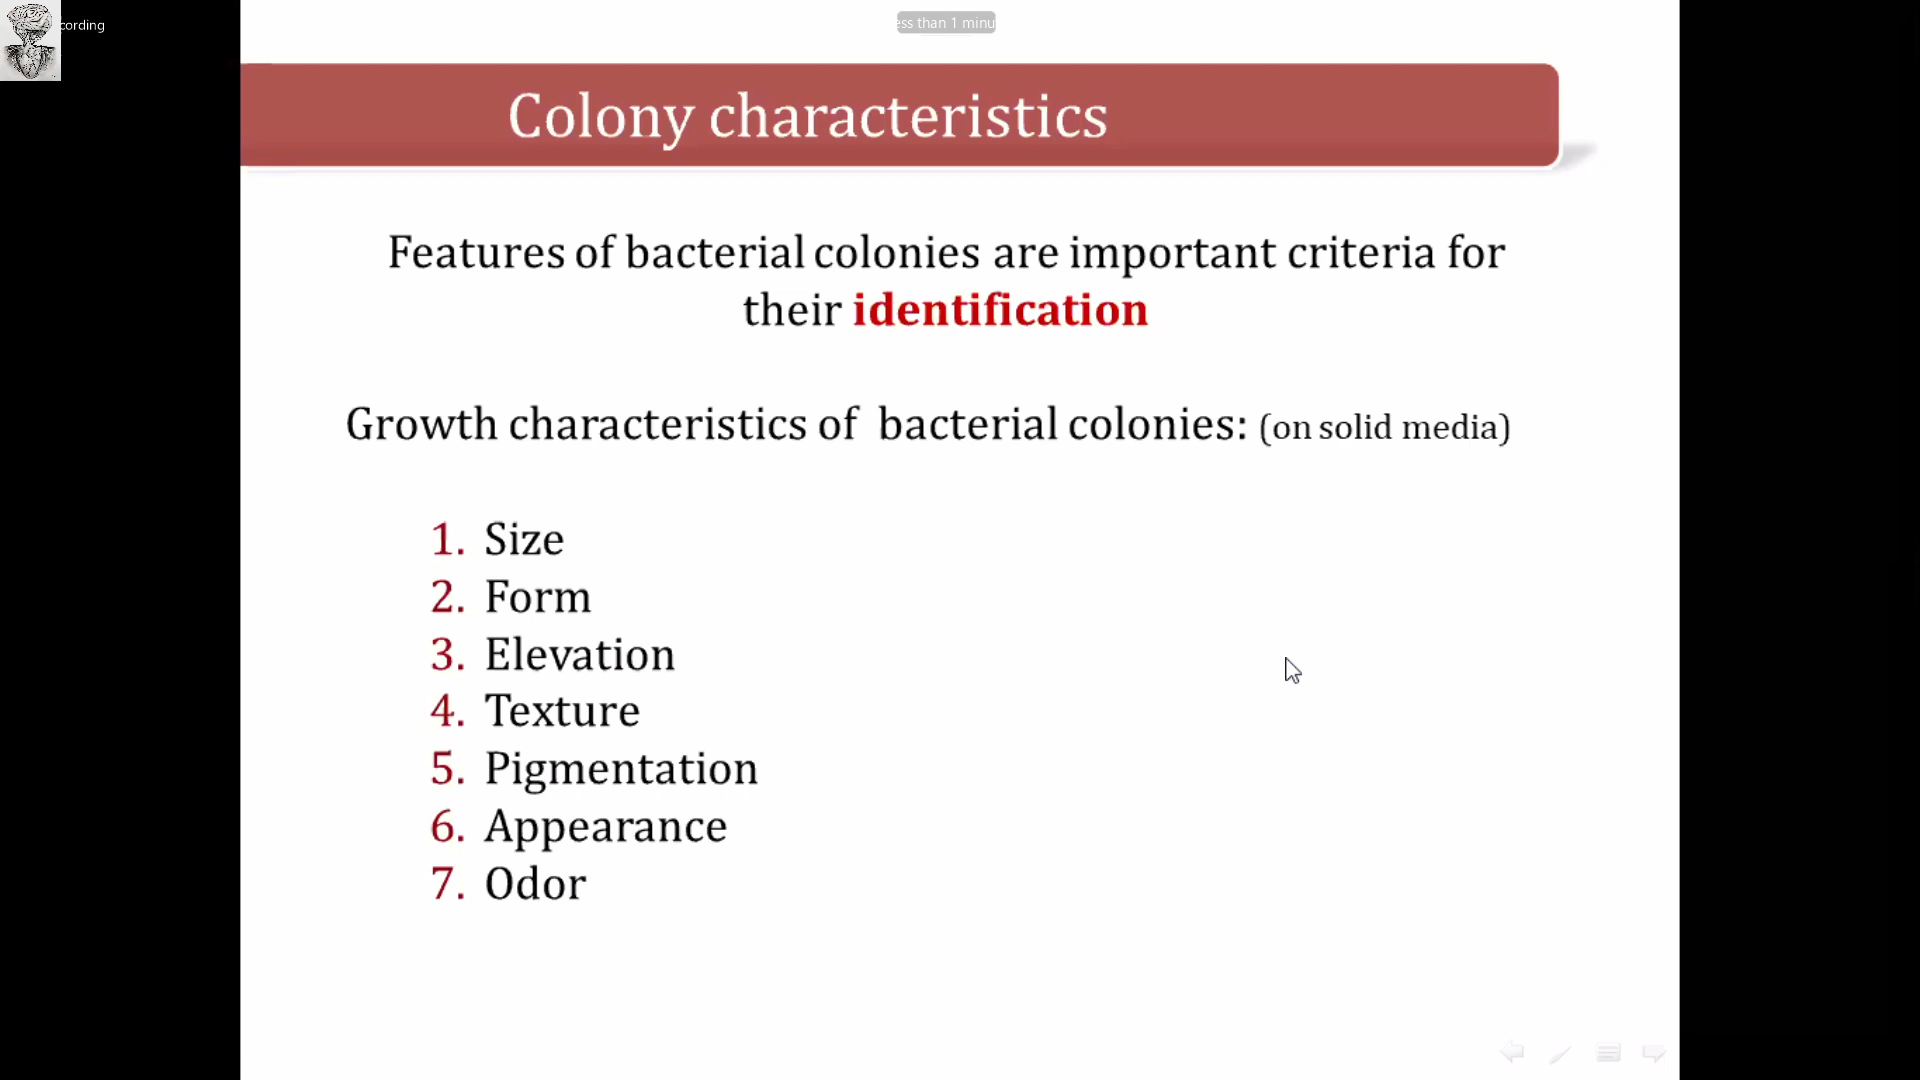 cording
ess than 1 minu
Colony characteristics
Features of bacterial colonies are important criteria for
their identification
Growth characteristics of bacterial colonies: (on solid media)
1. Size
2. Form
3. Elevation
4. Texture
5. Pigmentation
6. Appearance
7. Odor